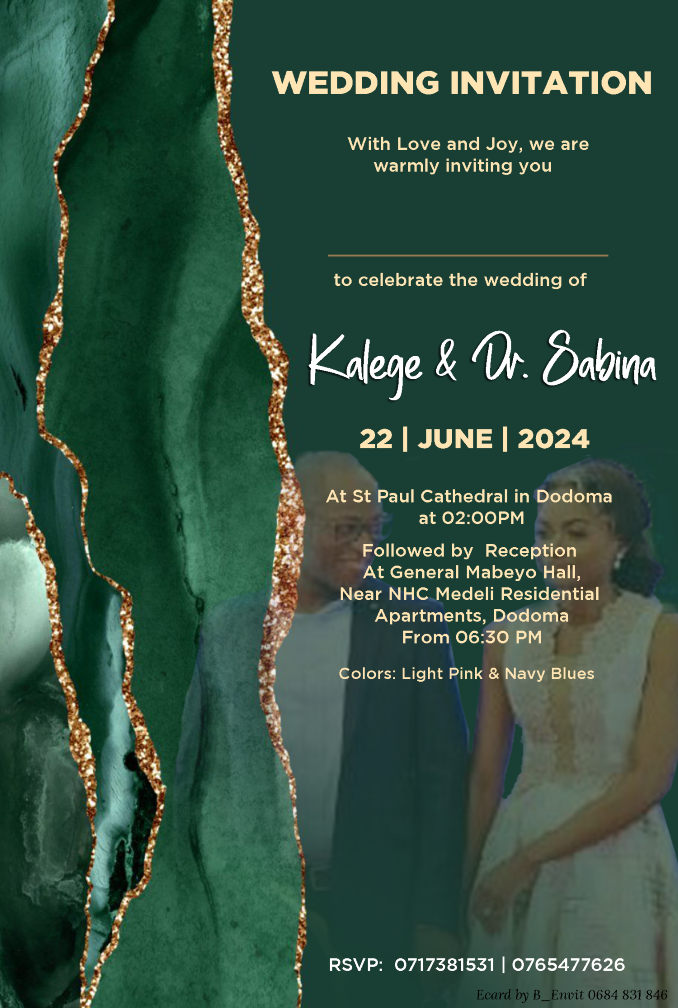 WEDDING INVITATION
With Love and Joy, we are
warmly inviting you
to celebrate the wedding of
Kalege & Dr. Sabina
22 | JUNE | 2024
At St Paul Cathedral in Dodoma
at 02:00PM
Followed by Reception
At General Mabeyo Hall,
Near NHC Medeli Residential
Apartments, Dodoma
From 06:30 PM
Colors: Light Pink & Navy Blues
RSVP: 0717381531 | 0765477626
Ecard by B_Envit 0684 831 846